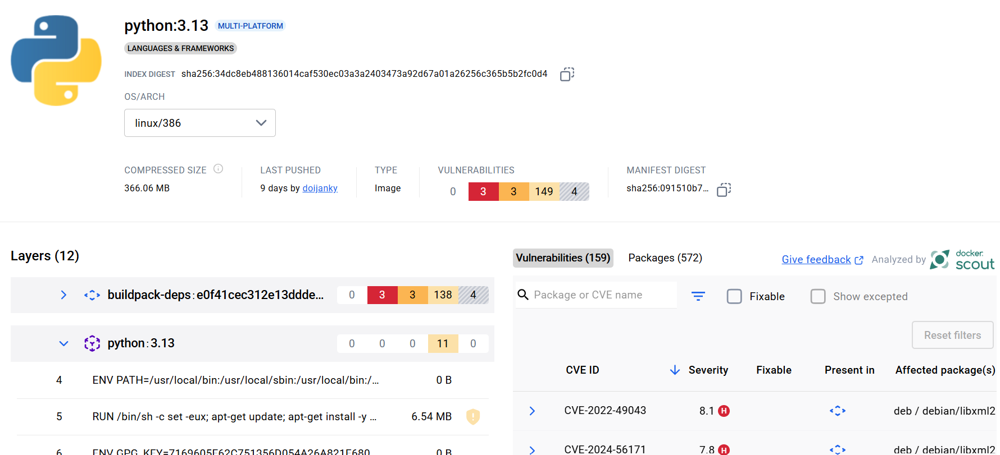 python:3.13 MULTI-PLATFORM
LANGUAGES & FRAMEWORKS
INDEX DIGEST sha256:34dc8eb488136014caf530ec03a3a2403473a92d67a01a26256c365b5b2fc0d4
OS/ARCH
linux/386
COMPRESSED SIZE LAST PUSHED TYPE VULNERABILITIES MANIFEST DIGEST
366.06 MB 9 days by doijanky Image 0 3 3 149 4 sha256:091510b7...
Layers (12)
buildpack-deps:e0f41cec312e13ddde... 0 3 3 138 4
python:3.13 0 0 0 11 0
4 ENV PATH=/usr/local/bin:/usr/local/sbin:/usr/local/bin:/... 0 B
5 RUN /bin/sh -c set -eux; apt-get update; apt-get install -y ... 6.54 MB
6 ENV GPG_KEY=7169605F62C751356D054A26A821E680... 0 B
Vulnerabilities (159) Packages (572) Give feedback Analyzed by docker scout
Package or CVE name Fixable Show excepted
Reset filters
CVE ID Severity Fixable Present in Affected package(s)
CVE-2022-49043 8.1 H deb / debian/libxml2
CVE-2024-56171 7.8 H deb / debian/libxml2